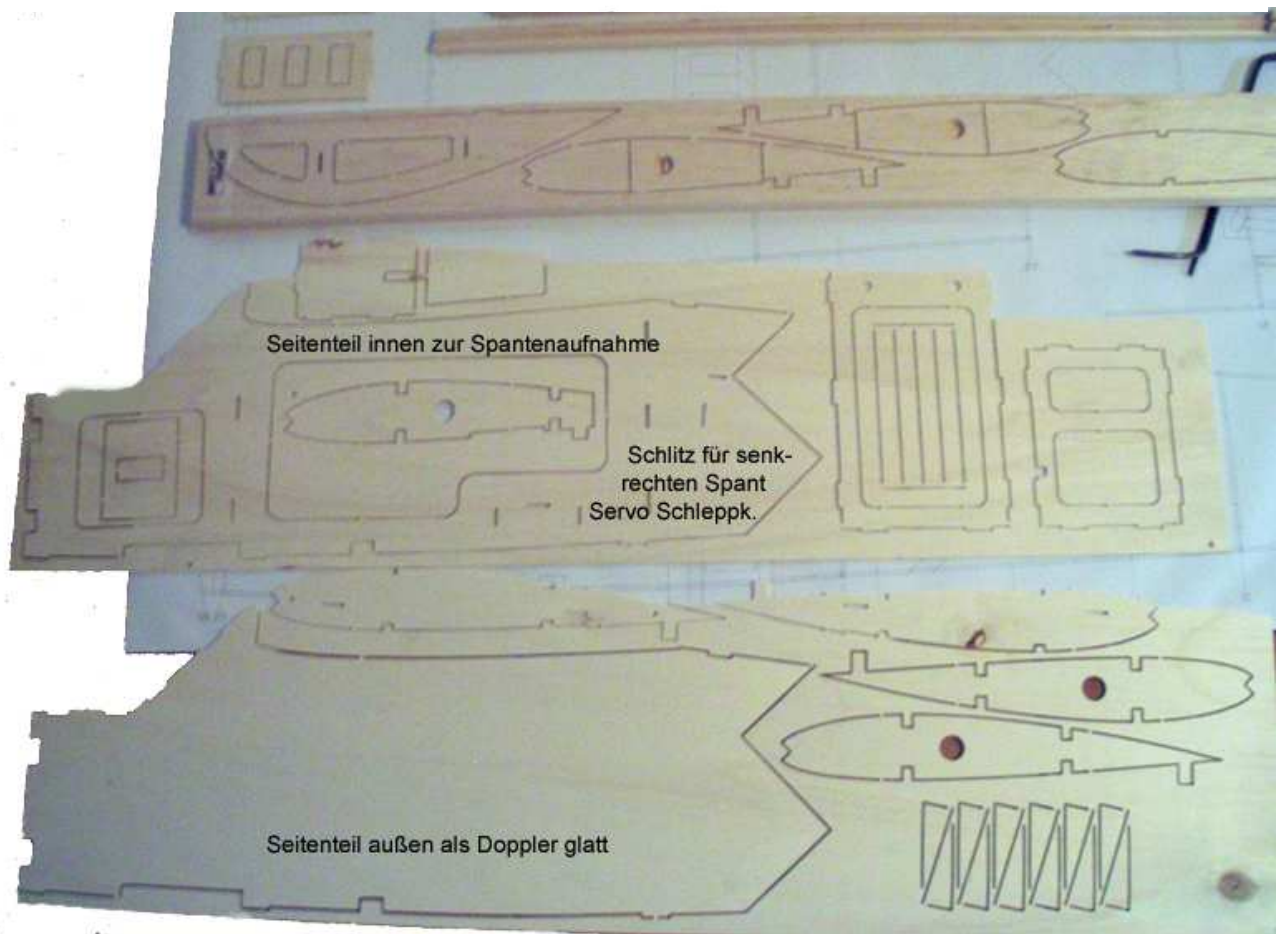 Seitenteil innen zur Spantenaufnahme
Schlitz für senk-
rechten Spant
Servo Schleppk.
Seitenteil außen als Doppler glatt